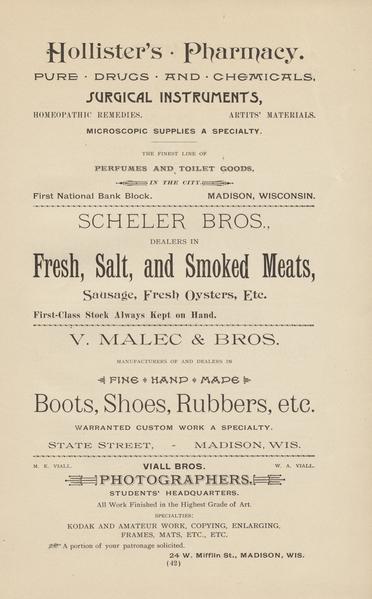 Hollister's · Pharmacy.
PURE · DRUGS · AND · CHEMICALS,
SURGICAL INSTRUMENTS,
HOMEOPATHIC REMEDIES. ARTITS' MATERIALS.
MICROSCOPIC SUPPLIES A SPECIALTY.
THE FINEST LINE OF
PERFUMES AND TOILET GOODS,
IN THE CITY.
First National Bank Block. MADISON, WISCONSIN.
SCHELER BROS.,
DEALERS IN
Fresh, Salt, and Smoked Meats,
Sausage, Fresh Oysters, Etc.
First-Class Stock Always Kept on Hand.
V. MALEC & BROS.
MANUFACTURERS OF AND DEALERS IN
FINE HAND MADE
Boots, Shoes, Rubbers, etc.
WARRANTED CUSTOM WORK A SPECIALTY.
STATE STREET, - MADISON, WIS.
M. E. VIALL. VIALL BROS. W. A. VIALL.
PHOTOGRAPHERS.
STUDENTS' HEADQUARTERS.
All Work Finished in the Highest Grade of Art.
SPECIALTIES:
KODAK AND AMATEUR WORK, COPYING, ENLARGING,
FRAMES, MATS, ETC., ETC.
A portion of your patronage solicited.
24 W. Mifflin St., MADISON, WIS.
(42)